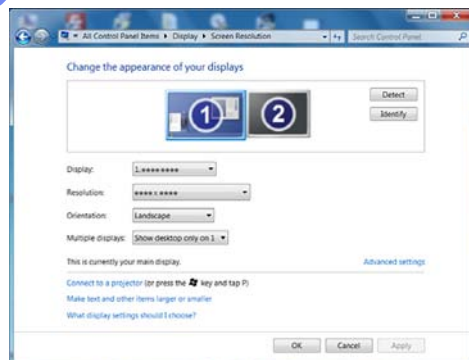 All Control Panel Items ▸ Display ▸ Screen Resolution
Search Control Panel
Change the appearance of your displays
1
2
Detect
Identify
Display: 1.********
Resolution: **** x ****
Orientation: Landscape
Multiple displays: Show desktop only on 1
This is currently your main display.
Advanced settings
Connect to a projector (or press the key and tap P)
Make text and other items larger or smaller
What display settings should I choose?
OK
Cancel
Apply